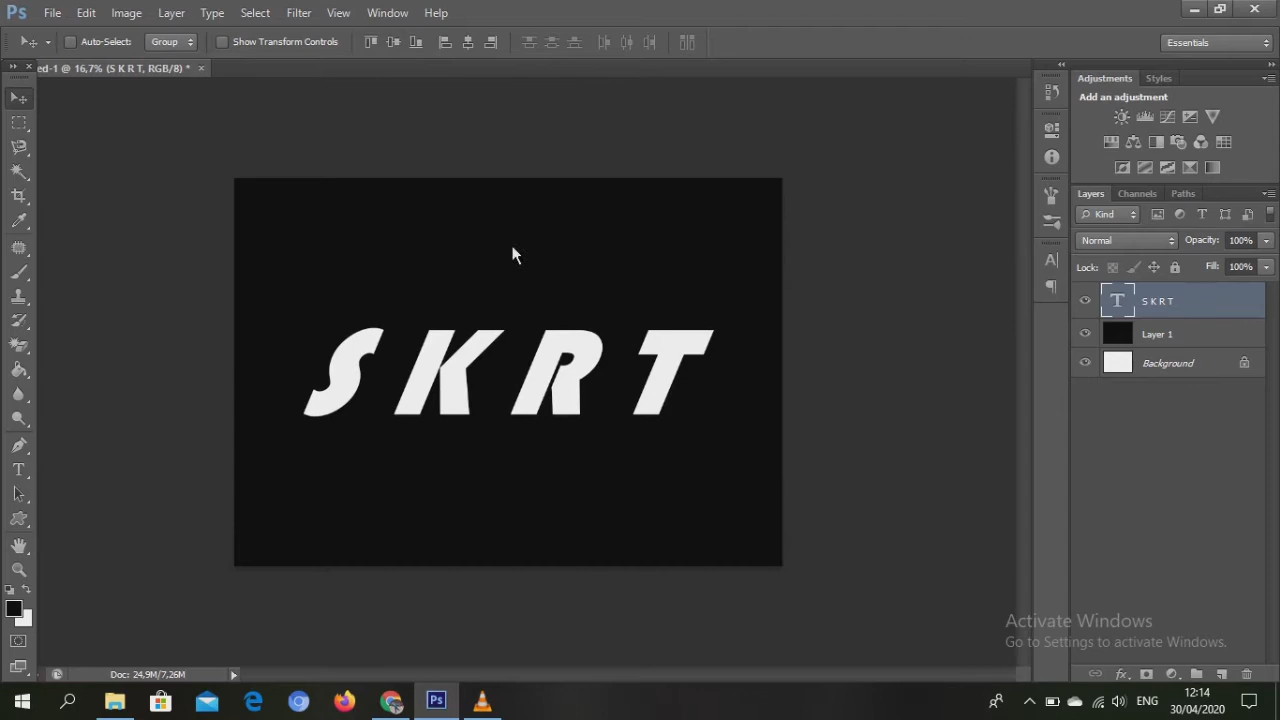 Ps File Edit Image Layer Type Select Filter View Window Help
Auto-Select: Group Show Transform Controls Essentials
ed-1 @ 16,7% (S K R T, RGB/8) *
Adjustments Styles
Add an adjustment
Layers Channels Paths
Kind
Normal Opacity: 100%
Lock: Fill: 100%
S K R T
Layer 1
Background
S K R T
Activate Windows
Go to Settings to activate Windows.
Doc: 24,9M/7,26M
Ps
ENG
12:14
30/04/2020